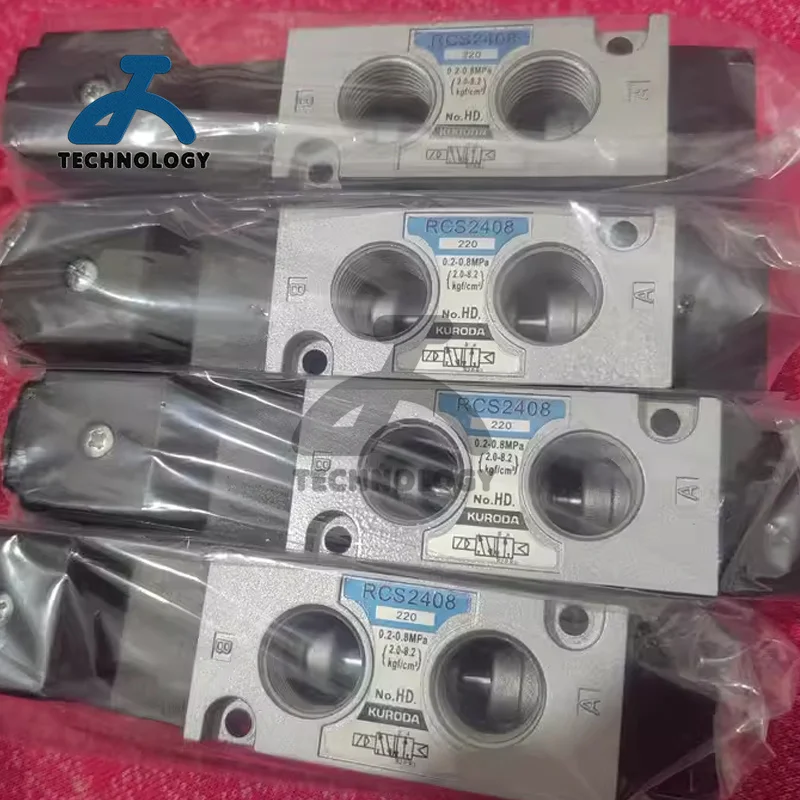 TECHNOLOGY
RCS2408
220
0.2-0.8MPa
(2.0-8.2
kgf/cm²)
No.HD.
KURODA
B
A
RCS2408
220
0.2-0.8MPa
(2.0-8.2
kgf/cm²)
No.HD.
KURODA
B
A
TECHNOLOGY
RCS2408
220
0.2-0.8MPa
(2.0-8.2
kgf/cm²)
No.HD.
KURODA
B
A
RCS2408
220
0.2-0.8MPa
(2.0-8.2
kgf/cm²)
No.HD.
KURODA
B
A